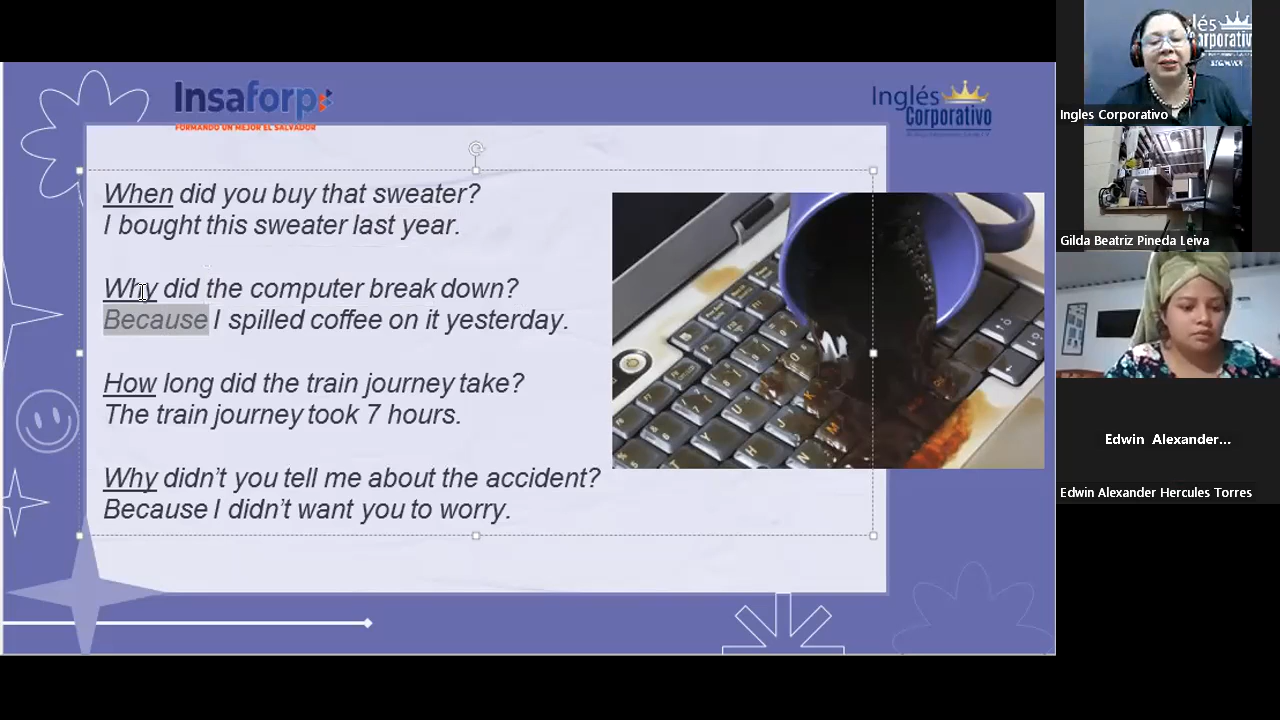 Insaforp
FORMANDO UN MEJOR EL SALVADOR
Inglés
Corporativo
When did you buy that sweater?
I bought this sweater last year.
Why did the computer break down?
Because I spilled coffee on it yesterday.
How long did the train journey take?
The train journey took 7 hours.
Why didn't you tell me about the accident?
Because I didn't want you to worry.
Ingles Corporativo
Gilda Beatriz Pineda Leiva
Edwin Alexander...
Edwin Alexander Hercules Torres